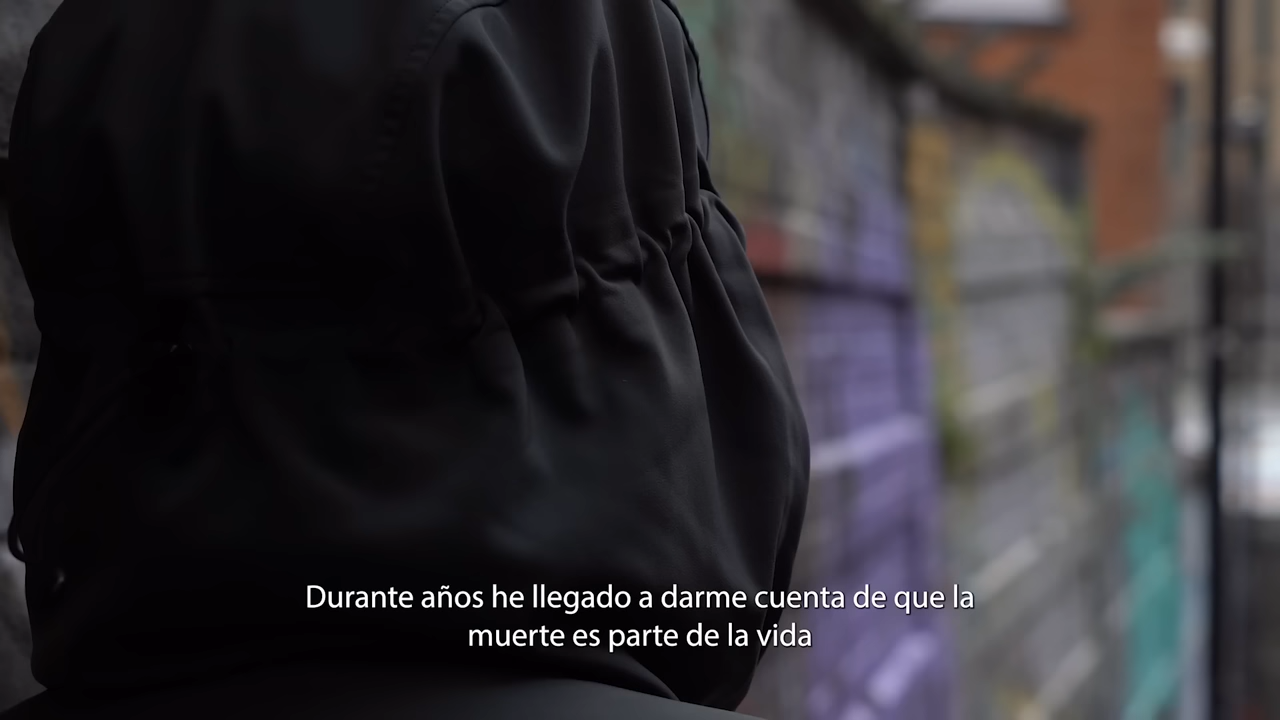 Durante años he llegado a darme cuenta de que la
muerte es parte de la vida